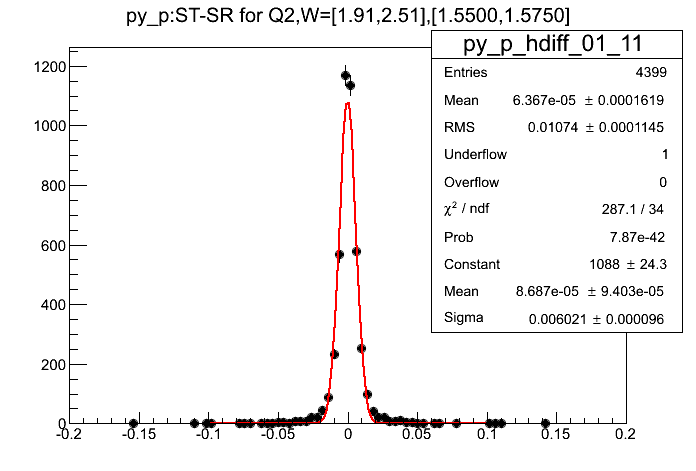 py_p:ST-SR for Q2,W=[1.91,2.51],[1.5500,1.5750]
py_p_hdiff_01_11
Entries 4399
Mean 6.367e-05 ± 0.0001619
RMS 0.01074 ± 0.0001145
Underflow 1
Overflow 0
χ² / ndf 287.1 / 34
Prob 7.87e-42
Constant 1088 ± 24.3
Mean 8.687e-05 ± 9.403e-05
Sigma 0.006021 ± 0.000096
1200
1000
800
600
400
200
0
-0.2 -0.15 -0.1 -0.05 0 0.05 0.1 0.15 0.2